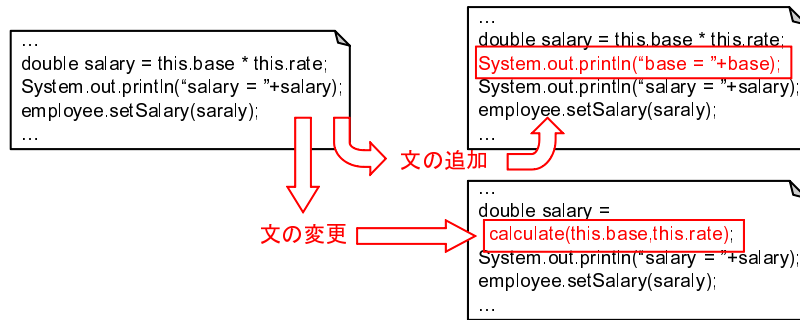 ...
double salary = this.base * this.rate;
System.out.println(“salary = ”+salary);
employee.setSalary(saraly);
...
文の追加
文の変更
...
double salary = this.base * this.rate;
System.out.println(“base = ”+base);
System.out.println(“salary = ”+salary);
employee.setSalary(saraly);
...
...
double salary =
calculate(this.base,this.rate);
System.out.println(“salary = ”+salary);
employee.setSalary(saraly);
...